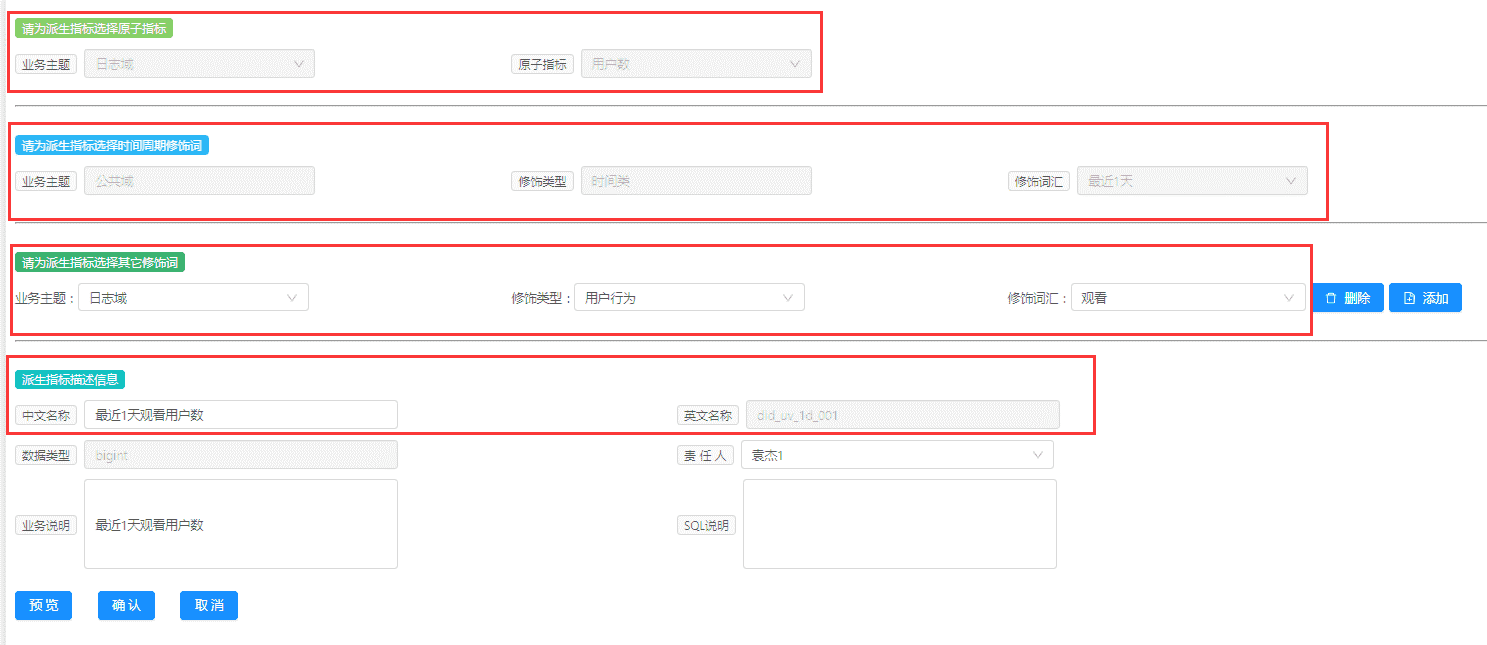 请为派生指标选择原子指标
业务主题 日志域 原子指标 用户数
请为派生指标选择时间周期修饰词
业务主题 公共域 修饰类型 时间类 修饰词汇 最近1天
请为派生指标选择其它修饰词
业务主题： 日志域 修饰类型： 用户行为 修饰词汇： 观看 删除 添加
派生指标描述信息
中文名称 最近1天观看用户数 英文名称 did_uv_1d_001
数据类型 bigint 责任人 袁杰1
业务说明 最近1天观看用户数 SQL说明
预览 确认 取消